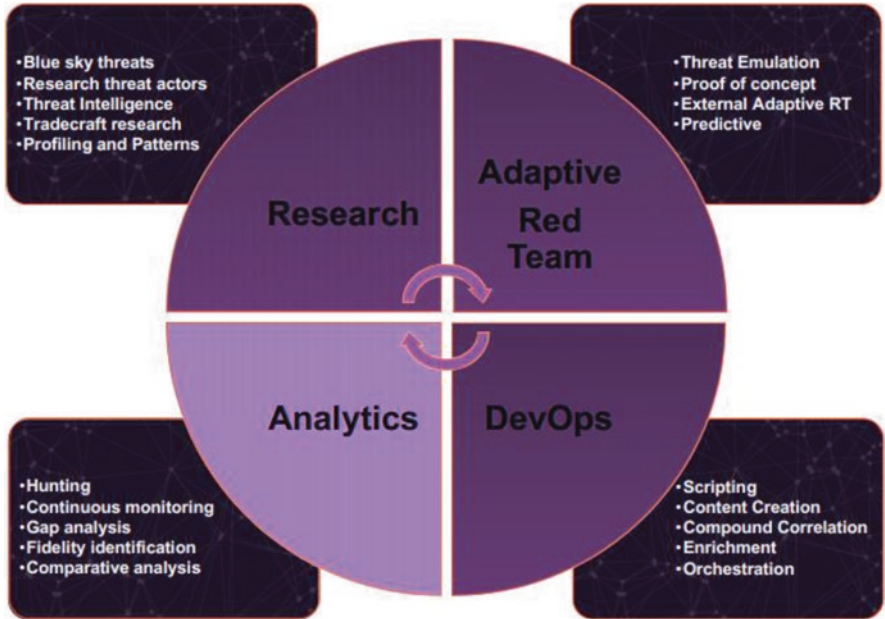 •Blue sky threats
•Research threat actors
•Threat Intelligence
•Tradecraft research
•Profiling and Patterns
•Threat Emulation
•Proof of concept
•External Adaptive RT
•Predictive
Research
Adaptive
Red
Team
Analytics
DevOps
•Hunting
•Continuous monitoring
•Gap analysis
•Fidelity identification
•Comparative analysis
•Scripting
•Content Creation
•Compound Correlation
•Enrichment
•Orchestration